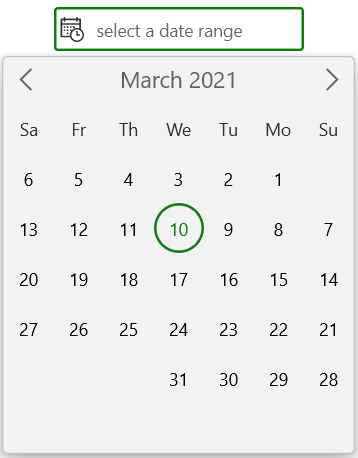 select a date range
March 2021
Sa Fr Th We Tu Mo Su
6 5 4 3 2 1
13 12 11 10 9 8 7
20 19 18 17 16 15 14
27 26 25 24 23 22 21
31 30 29 28